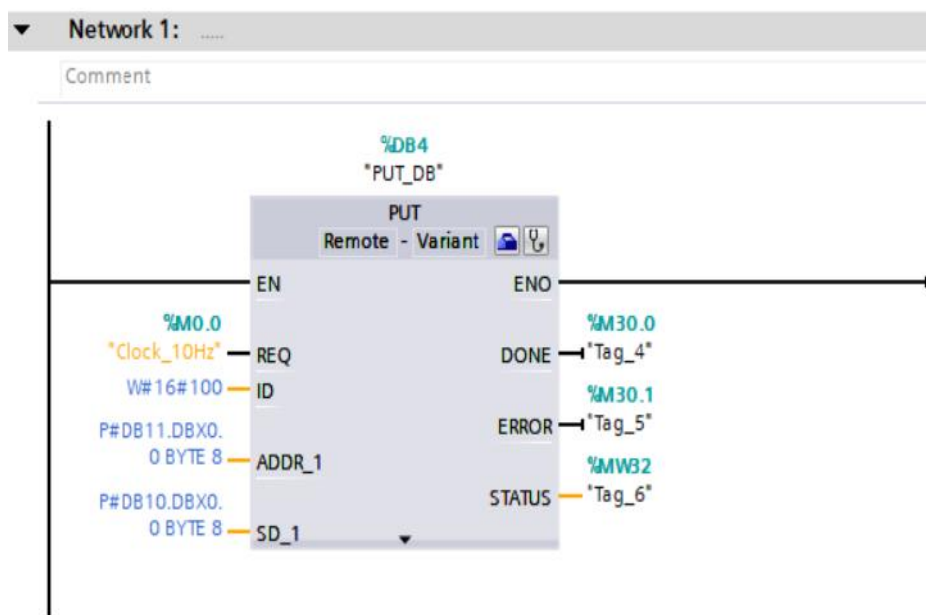 Network 1: .....
Comment
%DB4
"PUT_DB"
PUT
Remote - Variant
EN
ENO
%M0.0
"Clock_10Hz"
REQ
%M30.0
DONE
"Tag_4"
W#16#100
ID
%M30.1
ERROR
"Tag_5"
P#DB11.DBX0.
0 BYTE 8
ADDR_1
%MW32
STATUS
"Tag_6"
P#DB10.DBX0.
0 BYTE 8
SD_1